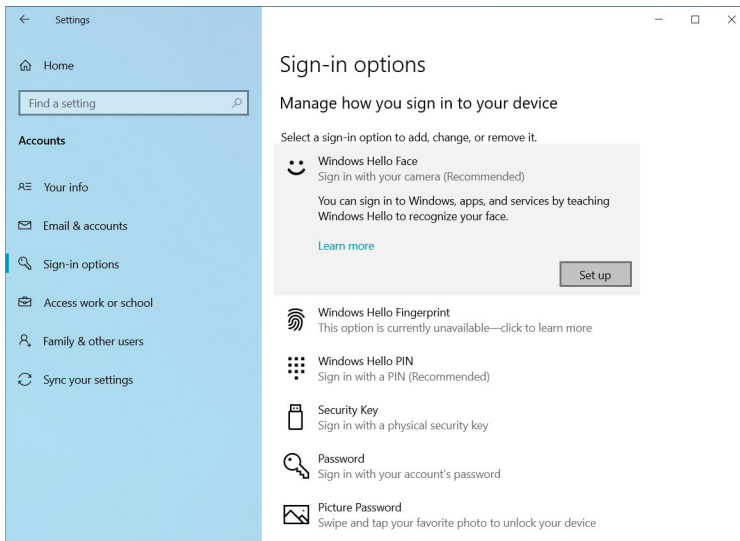 Settings
Home
Find a setting
Accounts
Your info
Email & accounts
Sign-in options
Access work or school
Family & other users
Sync your settings
Sign-in options
Manage how you sign in to your device
Select a sign-in option to add, change, or remove it.
Windows Hello Face
Sign in with your camera (Recommended)
You can sign in to Windows, apps, and services by teaching
Windows Hello to recognize your face.
Learn more
Set up
Windows Hello Fingerprint
This option is currently unavailable—click to learn more
Windows Hello PIN
Sign in with a PIN (Recommended)
Security Key
Sign in with a physical security key
Password
Sign in with your account's password
Picture Password
Swipe and tap your favorite photo to unlock your device